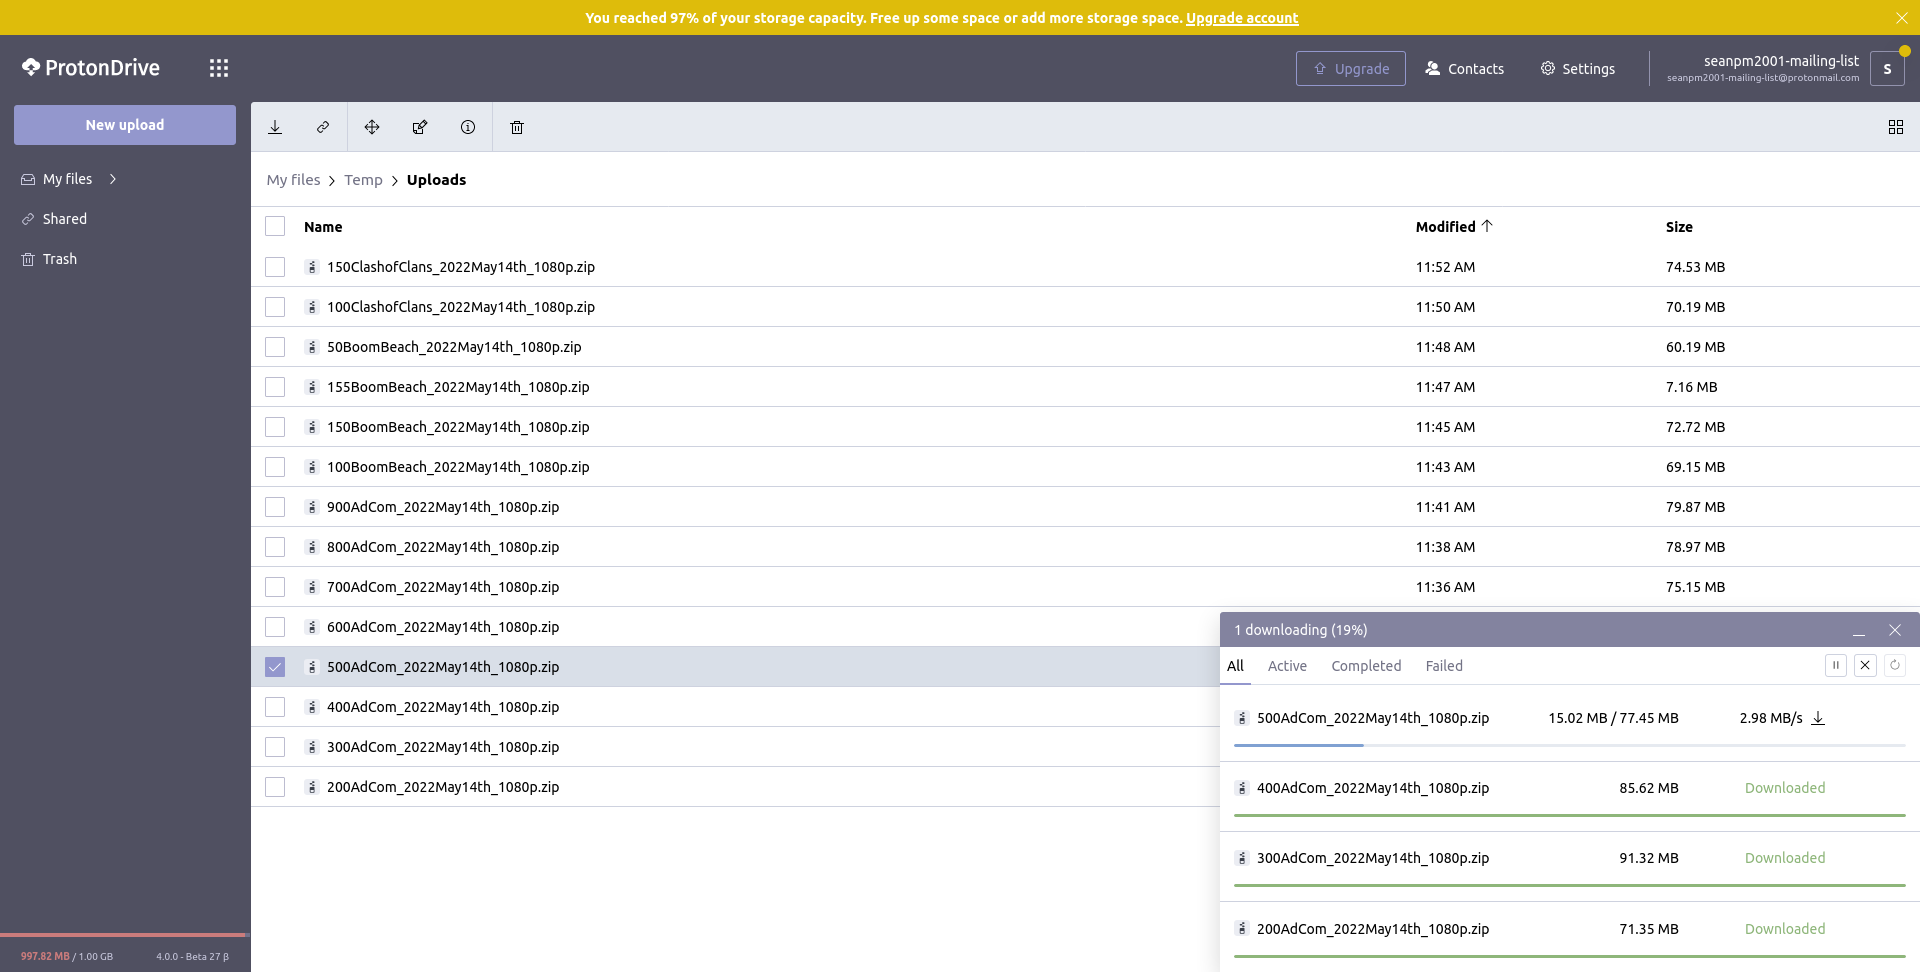 You reached 97% of your storage capacity. Free up some space or add more storage space. Upgrade account
ProtonDrive
Upgrade
Contacts
Settings
seanpm2001-mailing-list
seanpm2001-mailing-list@protonmail.com
S
New upload
My files
Shared
Trash
My files > Temp > Uploads
Name Modified Size
150ClashofClans_2022May14th_1080p.zip 11:52 AM 74.53 MB
100ClashofClans_2022May14th_1080p.zip 11:50 AM 70.19 MB
50BoomBeach_2022May14th_1080p.zip 11:48 AM 60.19 MB
155BoomBeach_2022May14th_1080p.zip 11:47 AM 7.16 MB
150BoomBeach_2022May14th_1080p.zip 11:45 AM 72.72 MB
100BoomBeach_2022May14th_1080p.zip 11:43 AM 69.15 MB
900AdCom_2022May14th_1080p.zip 11:41 AM 79.87 MB
800AdCom_2022May14th_1080p.zip 11:38 AM 78.97 MB
700AdCom_2022May14th_1080p.zip 11:36 AM 75.15 MB
600AdCom_2022May14th_1080p.zip
500AdCom_2022May14th_1080p.zip
400AdCom_2022May14th_1080p.zip
300AdCom_2022May14th_1080p.zip
200AdCom_2022May14th_1080p.zip
1 downloading (19%)
All Active Completed Failed
500AdCom_2022May14th_1080p.zip 15.02 MB / 77.45 MB 2.98 MB/s
400AdCom_2022May14th_1080p.zip 85.62 MB Downloaded
300AdCom_2022May14th_1080p.zip 91.32 MB Downloaded
200AdCom_2022May14th_1080p.zip 71.35 MB Downloaded
997.82 MB / 1.00 GB 4.0.0 - Beta 27 β